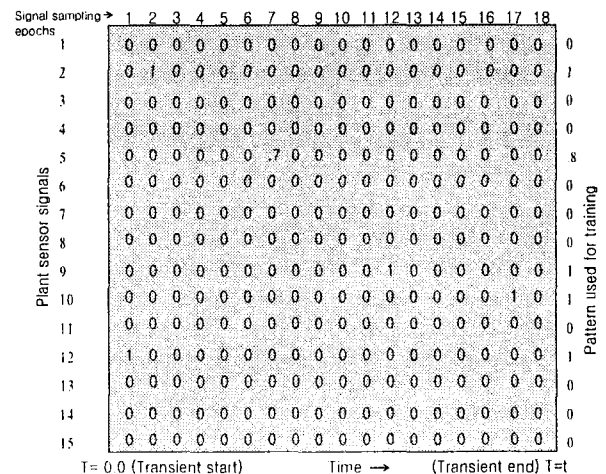 Signal sampling → 1 2 3 4 5 6 7 8 9 10 11 12 13 14 15 16 17 18
epochs
1 0 0 0 0 0 0 0 0 0 0 0 0 0 0 0 0 0 0 0
2 0 1 0 0 0 0 0 0 0 0 0 0 0 0 0 0 0 0 1
3 0 0 0 0 0 0 0 0 0 0 0 0 0 0 0 0 0 0 0
4 0 0 0 0 0 0 0 0 0 0 0 0 0 0 0 0 0 0 0
5 0 0 0 0 0 0 .7 0 0 0 0 0 0 0 0 0 0 0 8
6 0 0 0 0 0 0 0 0 0 0 0 0 0 0 0 0 0 0 0
7 0 0 0 0 0 0 0 0 0 0 0 0 0 0 0 0 0 0 0
8 0 0 0 0 0 0 0 0 0 0 0 0 0 0 0 0 0 0 0
9 0 0 0 0 0 0 0 0 0 0 0 1 0 0 0 0 0 0 1
10 0 0 0 0 0 0 0 0 0 0 0 0 0 0 0 0 1 0 1
11 0 0 0 0 0 0 0 0 0 0 0 0 0 0 0 0 0 0 0
12 1 0 0 0 0 0 0 0 0 0 0 0 0 0 0 0 0 0 1
13 0 0 0 0 0 0 0 0 0 0 0 0 0 0 0 0 0 0 0
14 0 0 0 0 0 0 0 0 0 0 0 0 0 0 0 0 0 0 0
15 0 0 0 0 0 0 0 0 0 0 0 0 0 0 0 0 0 0 0
Plant sensor signals
Pattern used for training
T= 0.0 (Transient start) Time → (Transient end) T=t